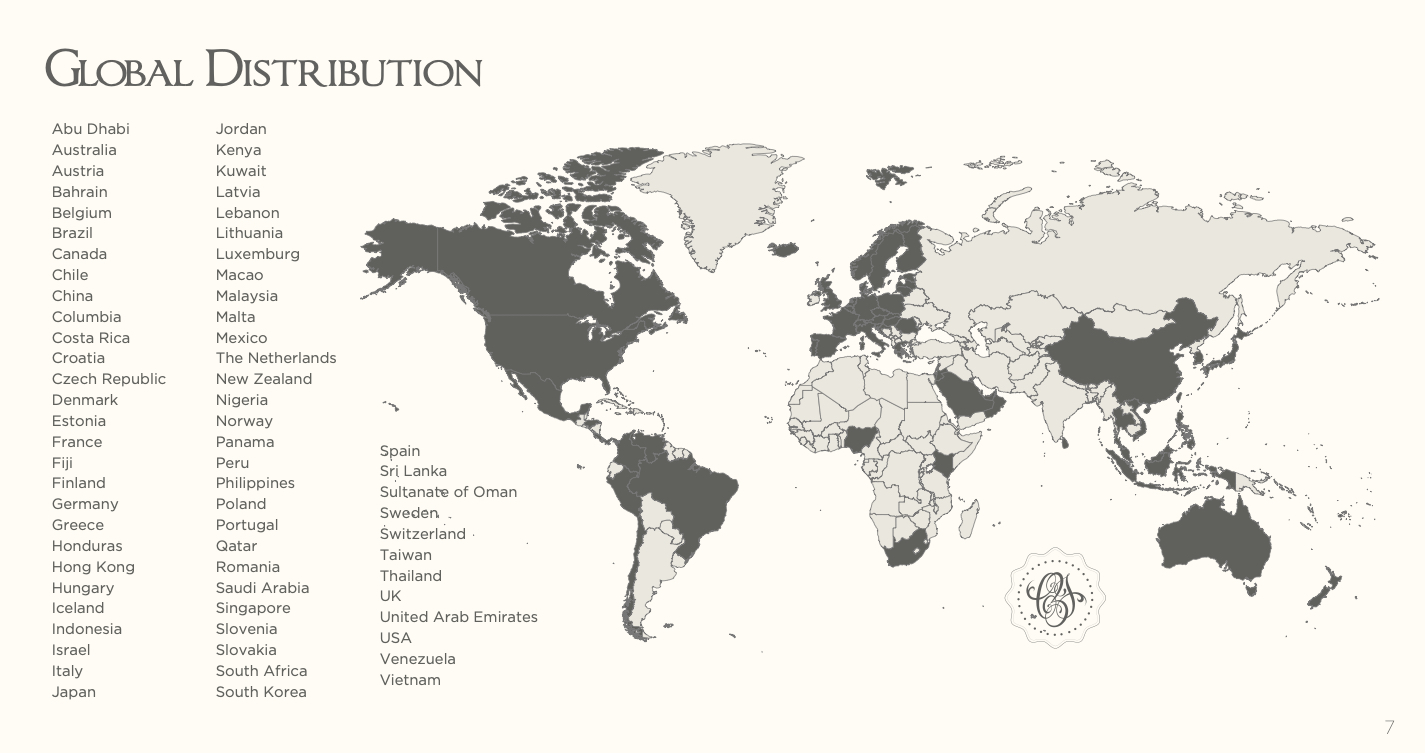 Global Distribution
Abu Dhabi
Australia
Austria
Bahrain
Belgium
Brazil
Canada
Chile
China
Columbia
Costa Rica
Croatia
Czech Republic
Denmark
Estonia
France
Fiji
Finland
Germany
Greece
Honduras
Hong Kong
Hungary
Iceland
Indonesia
Israel
Italy
Japan
Jordan
Kenya
Kuwait
Latvia
Lebanon
Lithuania
Luxemburg
Macao
Malaysia
Malta
Mexico
The Netherlands
New Zealand
Nigeria
Norway
Panama
Peru
Philippines
Poland
Portugal
Qatar
Romania
Saudi Arabia
Singapore
Slovenia
Slovakia
South Africa
South Korea
Spain
Sri Lanka
Sultanate of Oman
Sweden
Switzerland
Taiwan
Thailand
UK
United Arab Emirates
USA
Venezuela
Vietnam
7